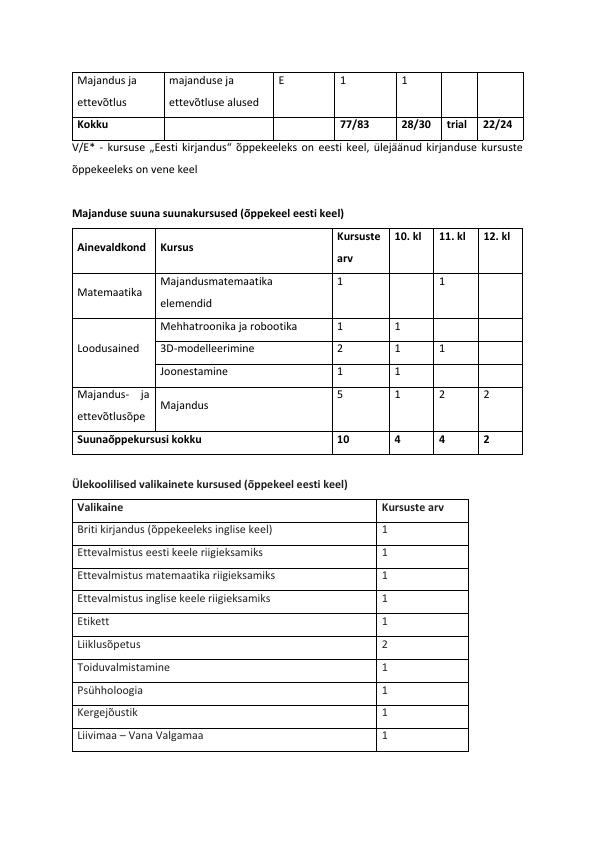 Majandus ja ettevõtlus majanduse ja ettevõtluse alused E 1 1
Kokku 77/83 28/30 trial 22/24
V/E* - kursuse „Eesti kirjandus“ õppekeeleks on eesti keel, ülejäänud kirjanduse kursuste
õppekeeleks on vene keel
Majanduse suuna suunakursused (õppekeel eesti keel)
Ainevaldkond Kursus Kursuste arv 10. kl 11. kl 12. kl
Matemaatika Majandusmatemaatika elemendid 1 1
Loodusained Mehhatroonika ja robootika 1 1
3D-modelleerimine 2 1 1
Joonestamine 1 1
Majandus- ja ettevõtlusõpe Majandus 5 1 2 2
Suunaõppekursusi kokku 10 4 4 2
Ülekoolilised valikainete kursused (õppekeel eesti keel)
Valikaine Kursuste arv
Briti kirjandus (õppekeeleks inglise keel) 1
Ettevalmistus eesti keele riigieksamiks 1
Ettevalmistus matemaatika riigieksamiks 1
Ettevalmistus inglise keele riigieksamiks 1
Etikett 1
Liiklusõpetus 2
Toiduvalmistamine 1
Psühholoogia 1
Kergejõustik 1
Liivimaa – Vana Valgamaa 1